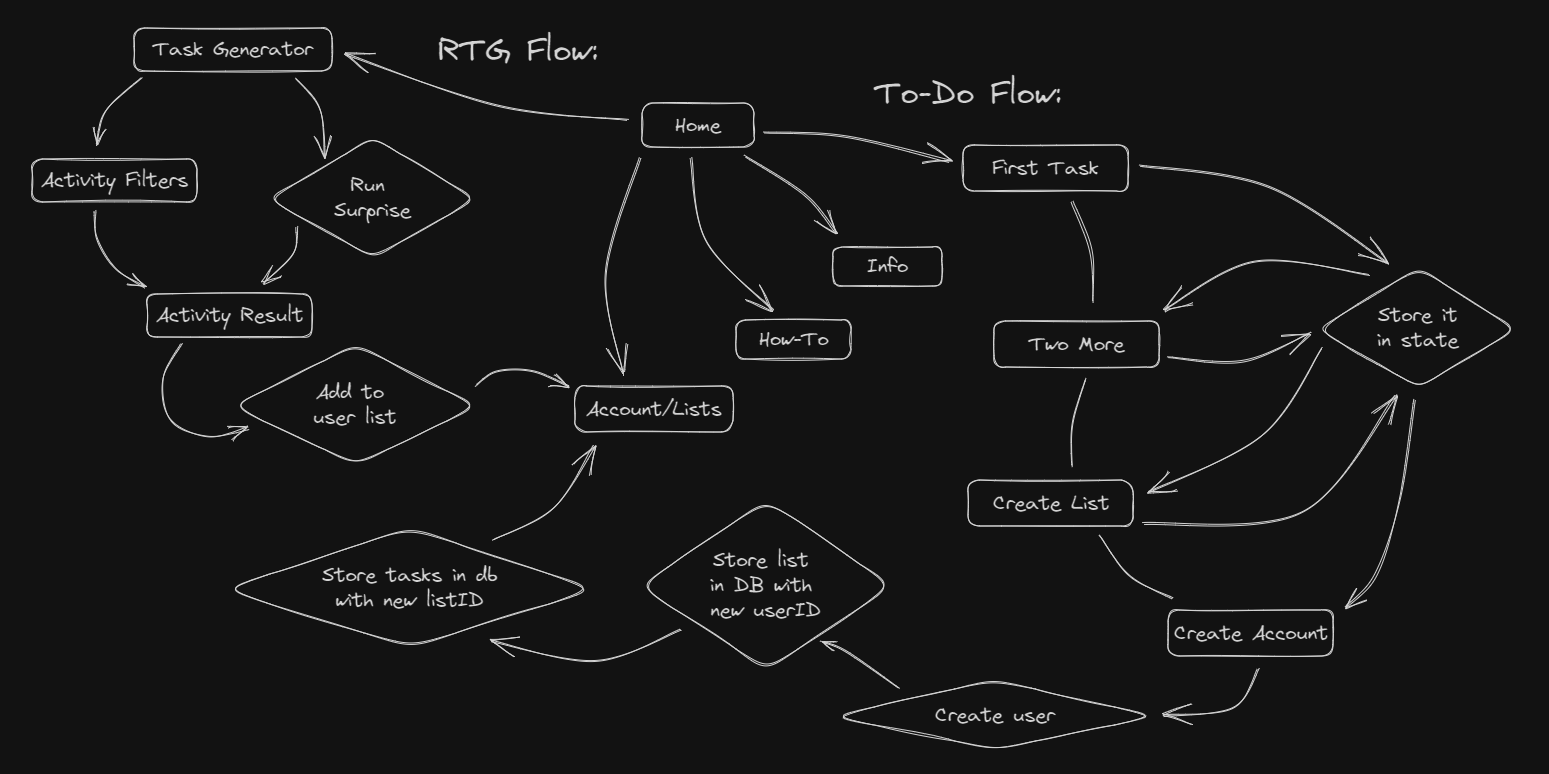 Task Generator
RTG Flow:
To-Do Flow:
Home
First Task
Activity Filters
Run
Surprise
Info
Activity Result
Store it
in state
How-To
Two More
Add to
user list
Account/Lists
Create List
Store tasks in db
with new listID
Store list
in DB with
new userID
Create Account
Create user